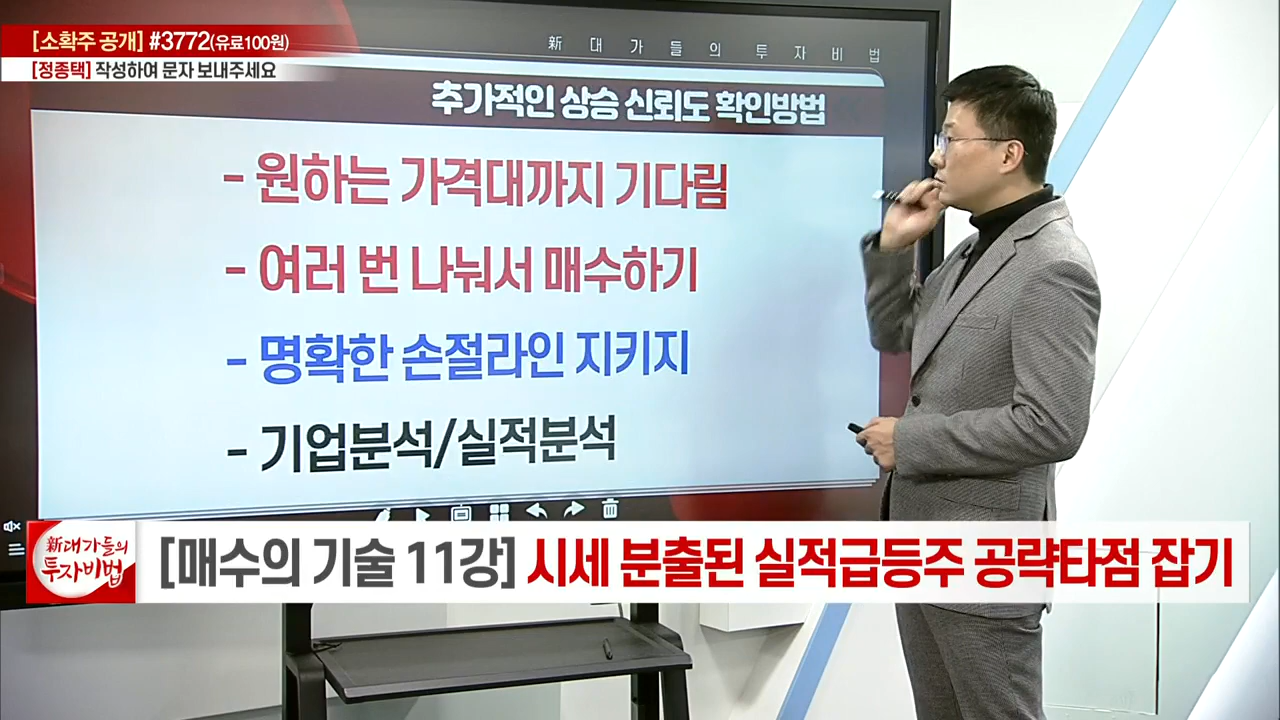 [소확주 공개] #3772(유료100원)
[정종택] 작성하여 문자 보내주세요
新 대가들의 투자비법
추가적인 상승 신뢰도 확인방법
- 원하는 가격대까지 기다림
- 여러 번 나눠서 매수하기
- 명확한 손절라인 지키지
- 기업분석/실적분석
新대가들의
투자비법
[매수의 기술 11강] 시세 분출된 실적급등주 공략타점 잡기